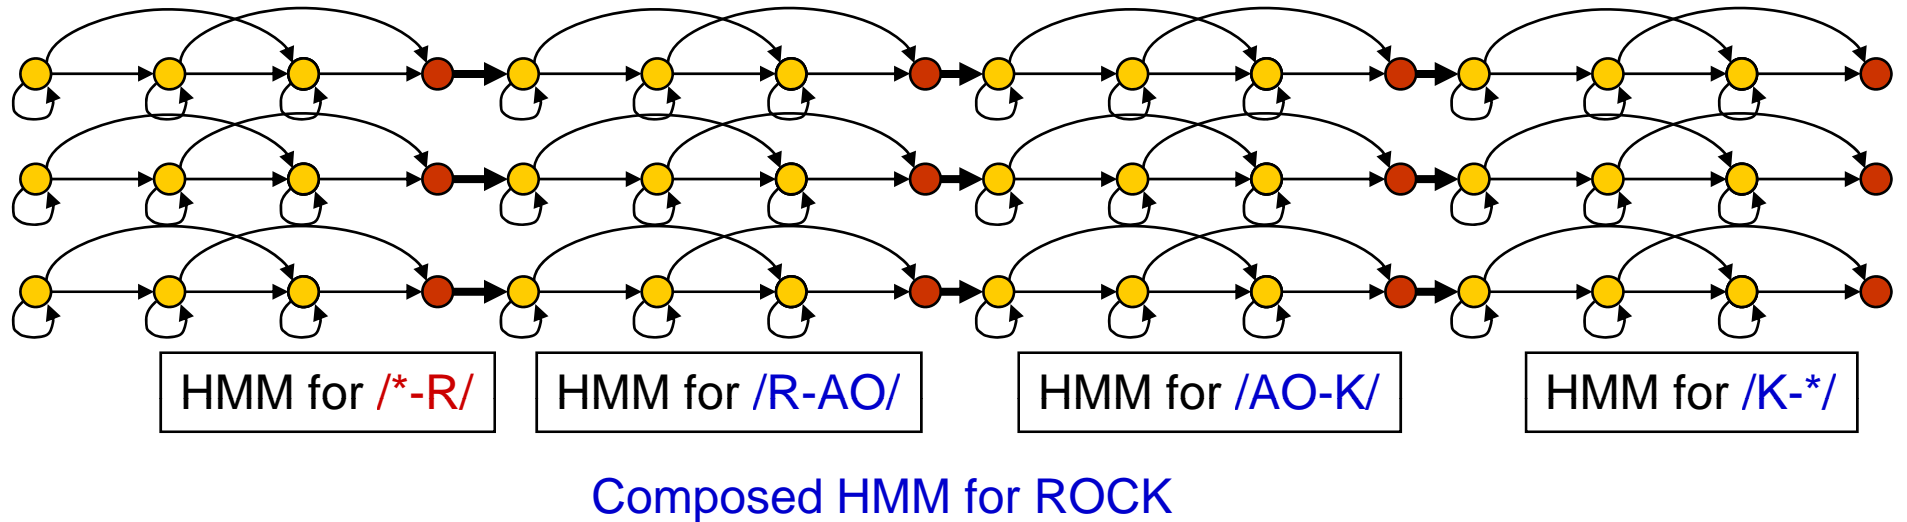 HMM for /*-R/
HMM for /R-AO/
HMM for /AO-K/
HMM for /K-*/
Composed HMM for ROCK